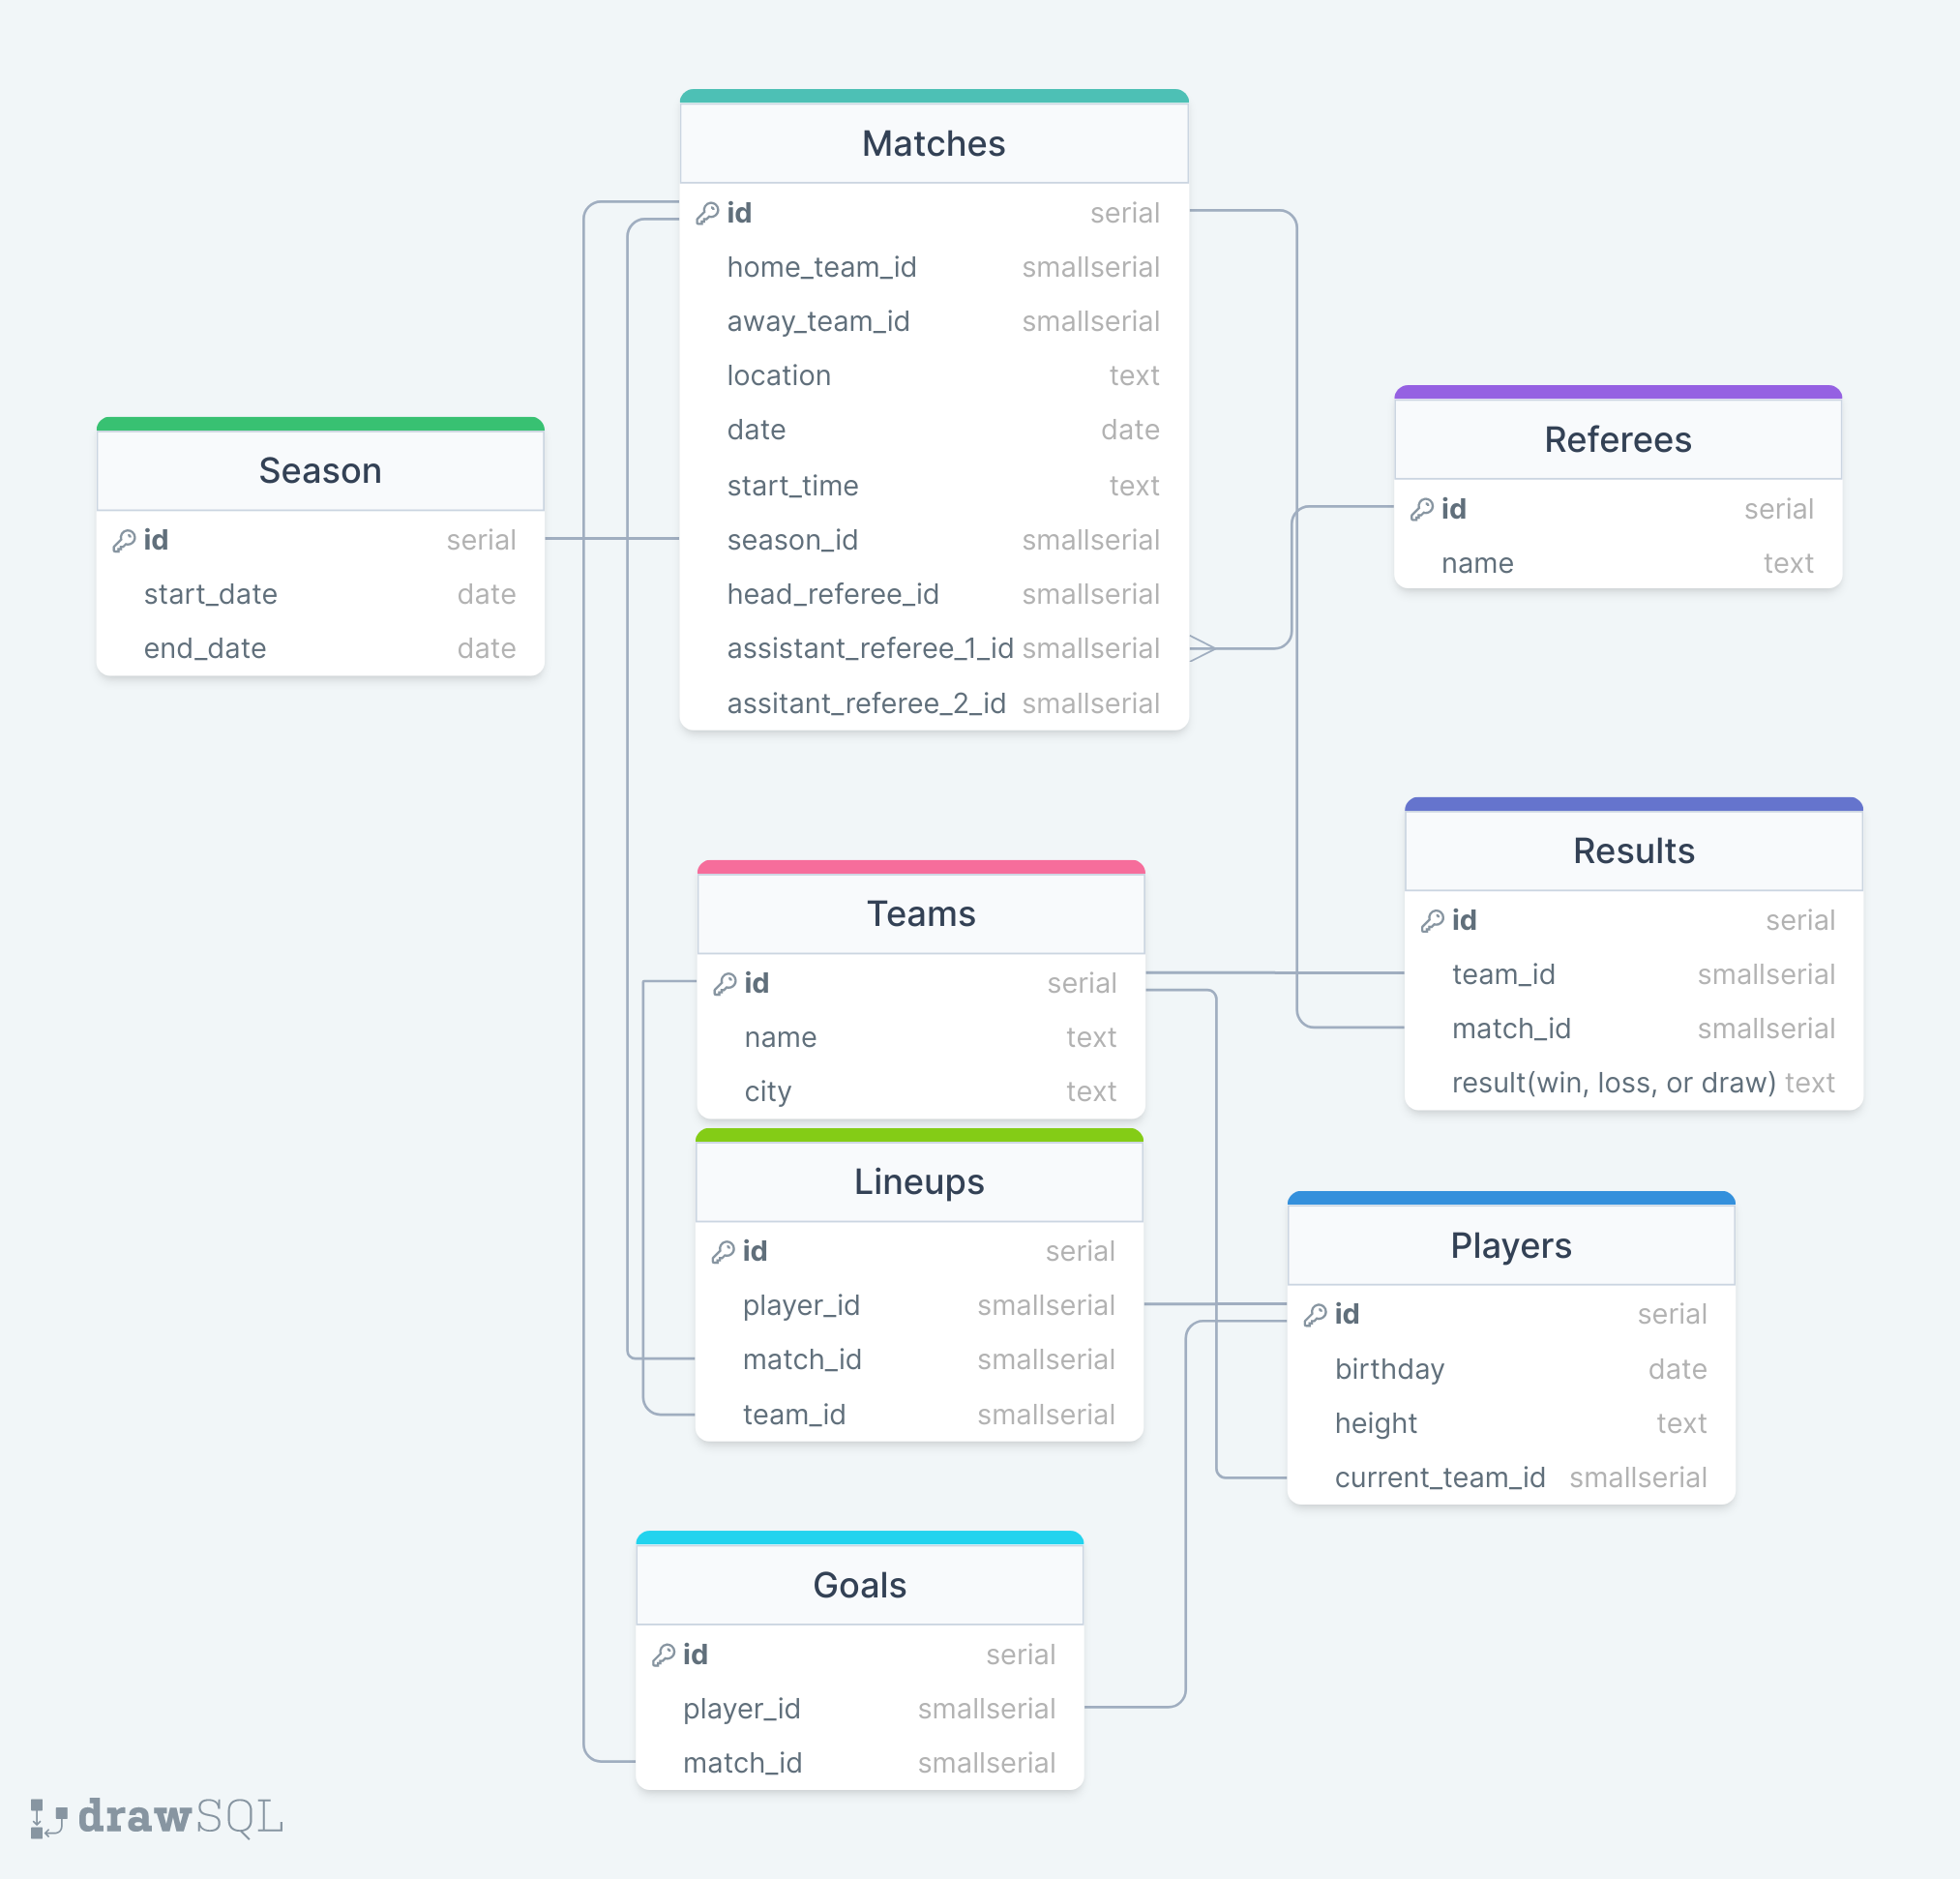 Matches
id serial
home_team_id smallserial
away_team_id smallserial
location text
date date
start_time text
season_id smallserial
head_referee_id smallserial
assistant_referee_1_id smallserial
assitant_referee_2_id smallserial
Season
id serial
start_date date
end_date date
Referees
id serial
name text
Results
id serial
team_id smallserial
match_id smallserial
result(win, loss, or draw) text
Teams
id serial
name text
city text
Lineups
id serial
player_id smallserial
match_id smallserial
team_id smallserial
Players
id serial
birthday date
height text
current_team_id smallserial
Goals
id serial
player_id smallserial
match_id smallserial
drawSQL